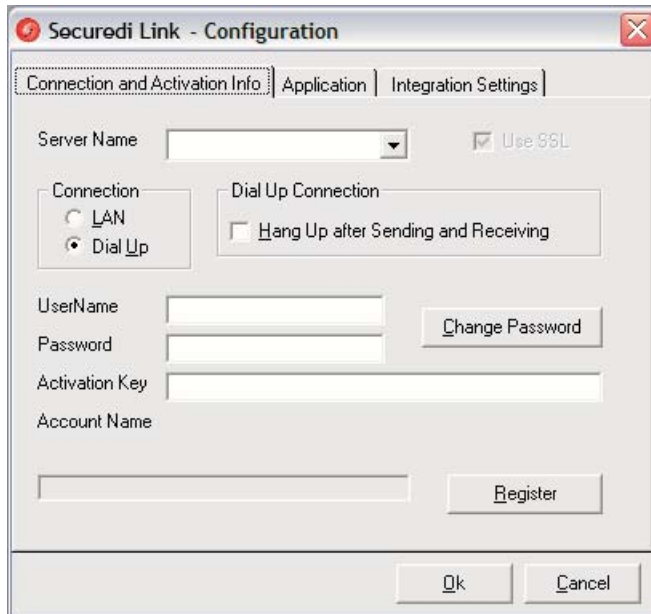 Securedi Link - Configuration
Connection and Activation Info Application Integration Settings
Server Name Use SSL
Connection Dial Up Connection
LAN
Hang Up after Sending and Receiving
Dial Up
UserName
Change Password
Password
Activation Key
Account Name
Register
Ok Cancel